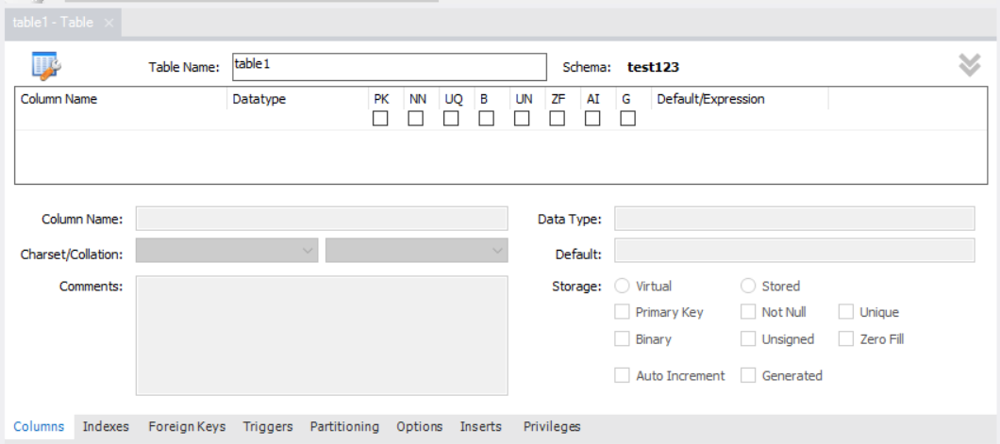 table1 - Table ×
Table Name: table1 Schema: test123
Column Name Datatype PK NN UQ B UN ZF AI G Default/Expression
Column Name: Data Type:
Charset/Collation: Default:
Comments: Storage: Virtual Stored
Primary Key Not Null Unique
Binary Unsigned Zero Fill
Auto Increment Generated
Columns Indexes Foreign Keys Triggers Partitioning Options Inserts Privileges